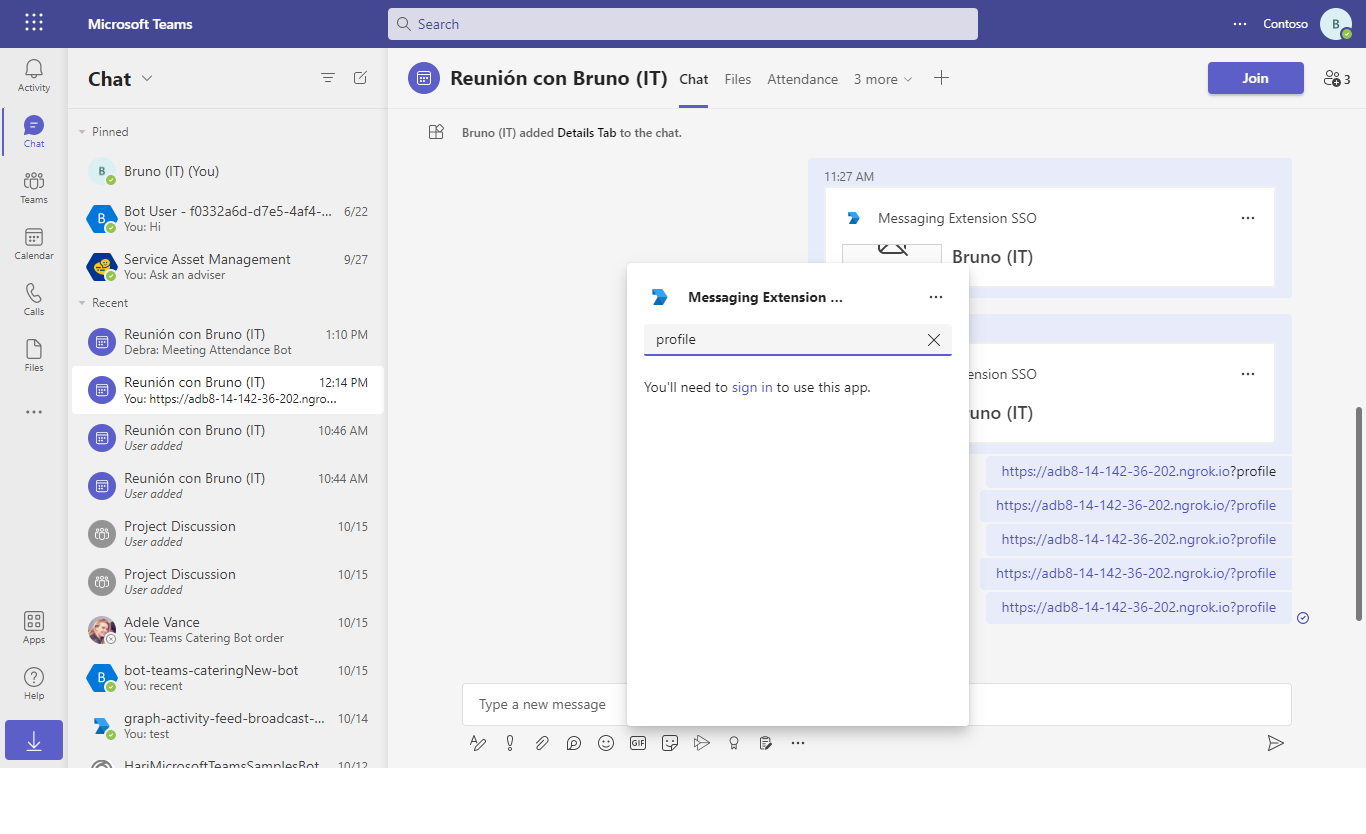 Microsoft Teams
Search
Contoso
B
Activity
Chat
Teams
Calendar
Calls
Files
Apps
Help
Chat
Pinned
B
Bruno (IT) (You)
B
Bot User - f0332a6d-d7e5-4af4-...
6/22
You: Hi
Service Asset Management
9/27
You: Ask an adviser
Recent
Reunión con Bruno (IT)
1:10 PM
Debra: Meeting Attendance Bot
Reunión con Bruno (IT)
12:14 PM
You: https://adb8-14-142-36-202.ngro...
Reunión con Bruno (IT)
10:46 AM
User added
Reunión con Bruno (IT)
10:44 AM
User added
Project Discussion
10/15
User added
Project Discussion
10/15
User added
Adele Vance
10/15
You: Teams Catering Bot order
B
bot-teams-cateringNew-bot
10/15
You: recent
graph-activity-feed-broadcast-...
10/14
You: test
HariMicrosoftTeamsSamplesBot
10/12
Reunión con Bruno (IT)
Chat
Files
Attendance
3 more
Join
3
Bruno (IT) added Details Tab to the chat.
11:27 AM
Messaging Extension SSO
Bruno (IT)
Messaging Extension ...
profile
You'll need to sign in to use this app.
ension SSO
uno (IT)
https://adb8-14-142-36-202.ngrok.io?profile
https://adb8-14-142-36-202.ngrok.io/?profile
https://adb8-14-142-36-202.ngrok.io?profile
https://adb8-14-142-36-202.ngrok.io/?profile
https://adb8-14-142-36-202.ngrok.io?profile
Type a new message
GIF